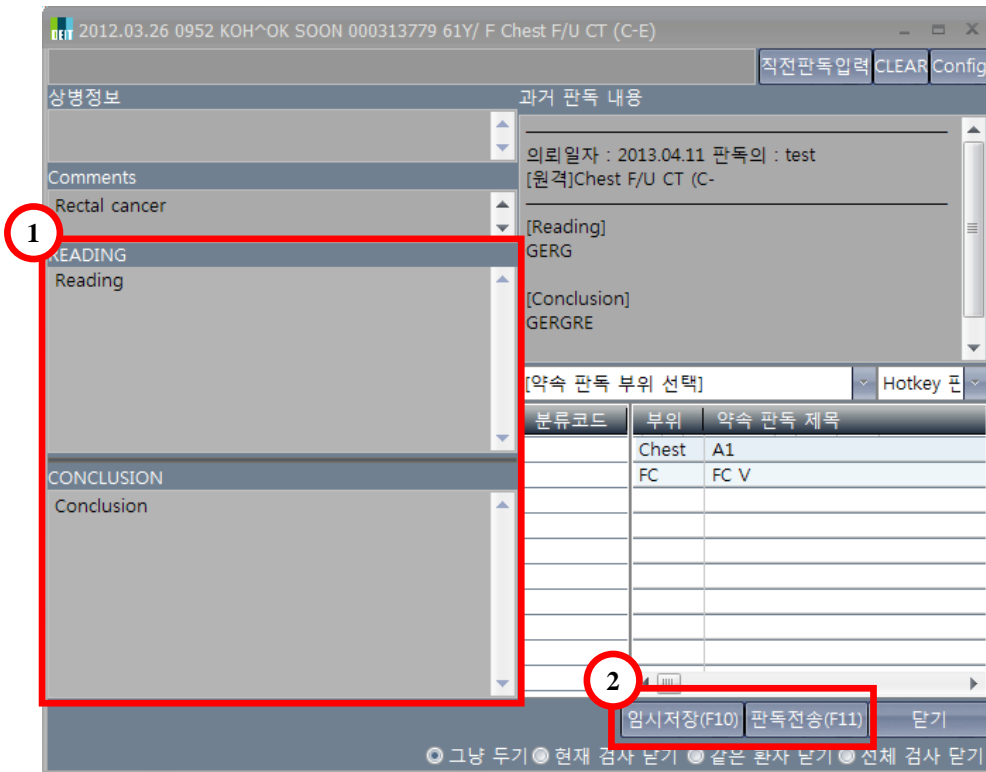 DEIT 2012.03.26 0952 KOH^OK SOON 000313779 61Y/ F Chest F/U CT (C-E)
직전판독입력 CLEAR Config
상병정보
과거 판독 내용
의뢰일자 : 2013.04.11 판독의 : test
[원격]Chest F/U CT (C-
[Reading]
GERG
[Conclusion]
GERGRE
Comments
Rectal cancer
1
READING
Reading
CONCLUSION
Conclusion
[약속 판독 부위 선택]
Hotkey 판
분류코드 부위 약속 판독 제목
Chest A1
FC FC V
2
임시저장(F10) 판독전송(F11) 닫기
그냥 두기 현재 검사 닫기 같은 환자 닫기 전체 검사 닫기